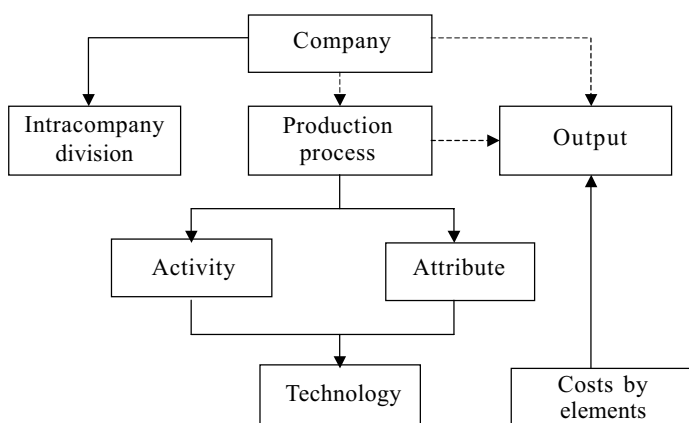 Company
Intracompany
division
Production
process
Output
Activity
Attribute
Technology
Costs by
elements